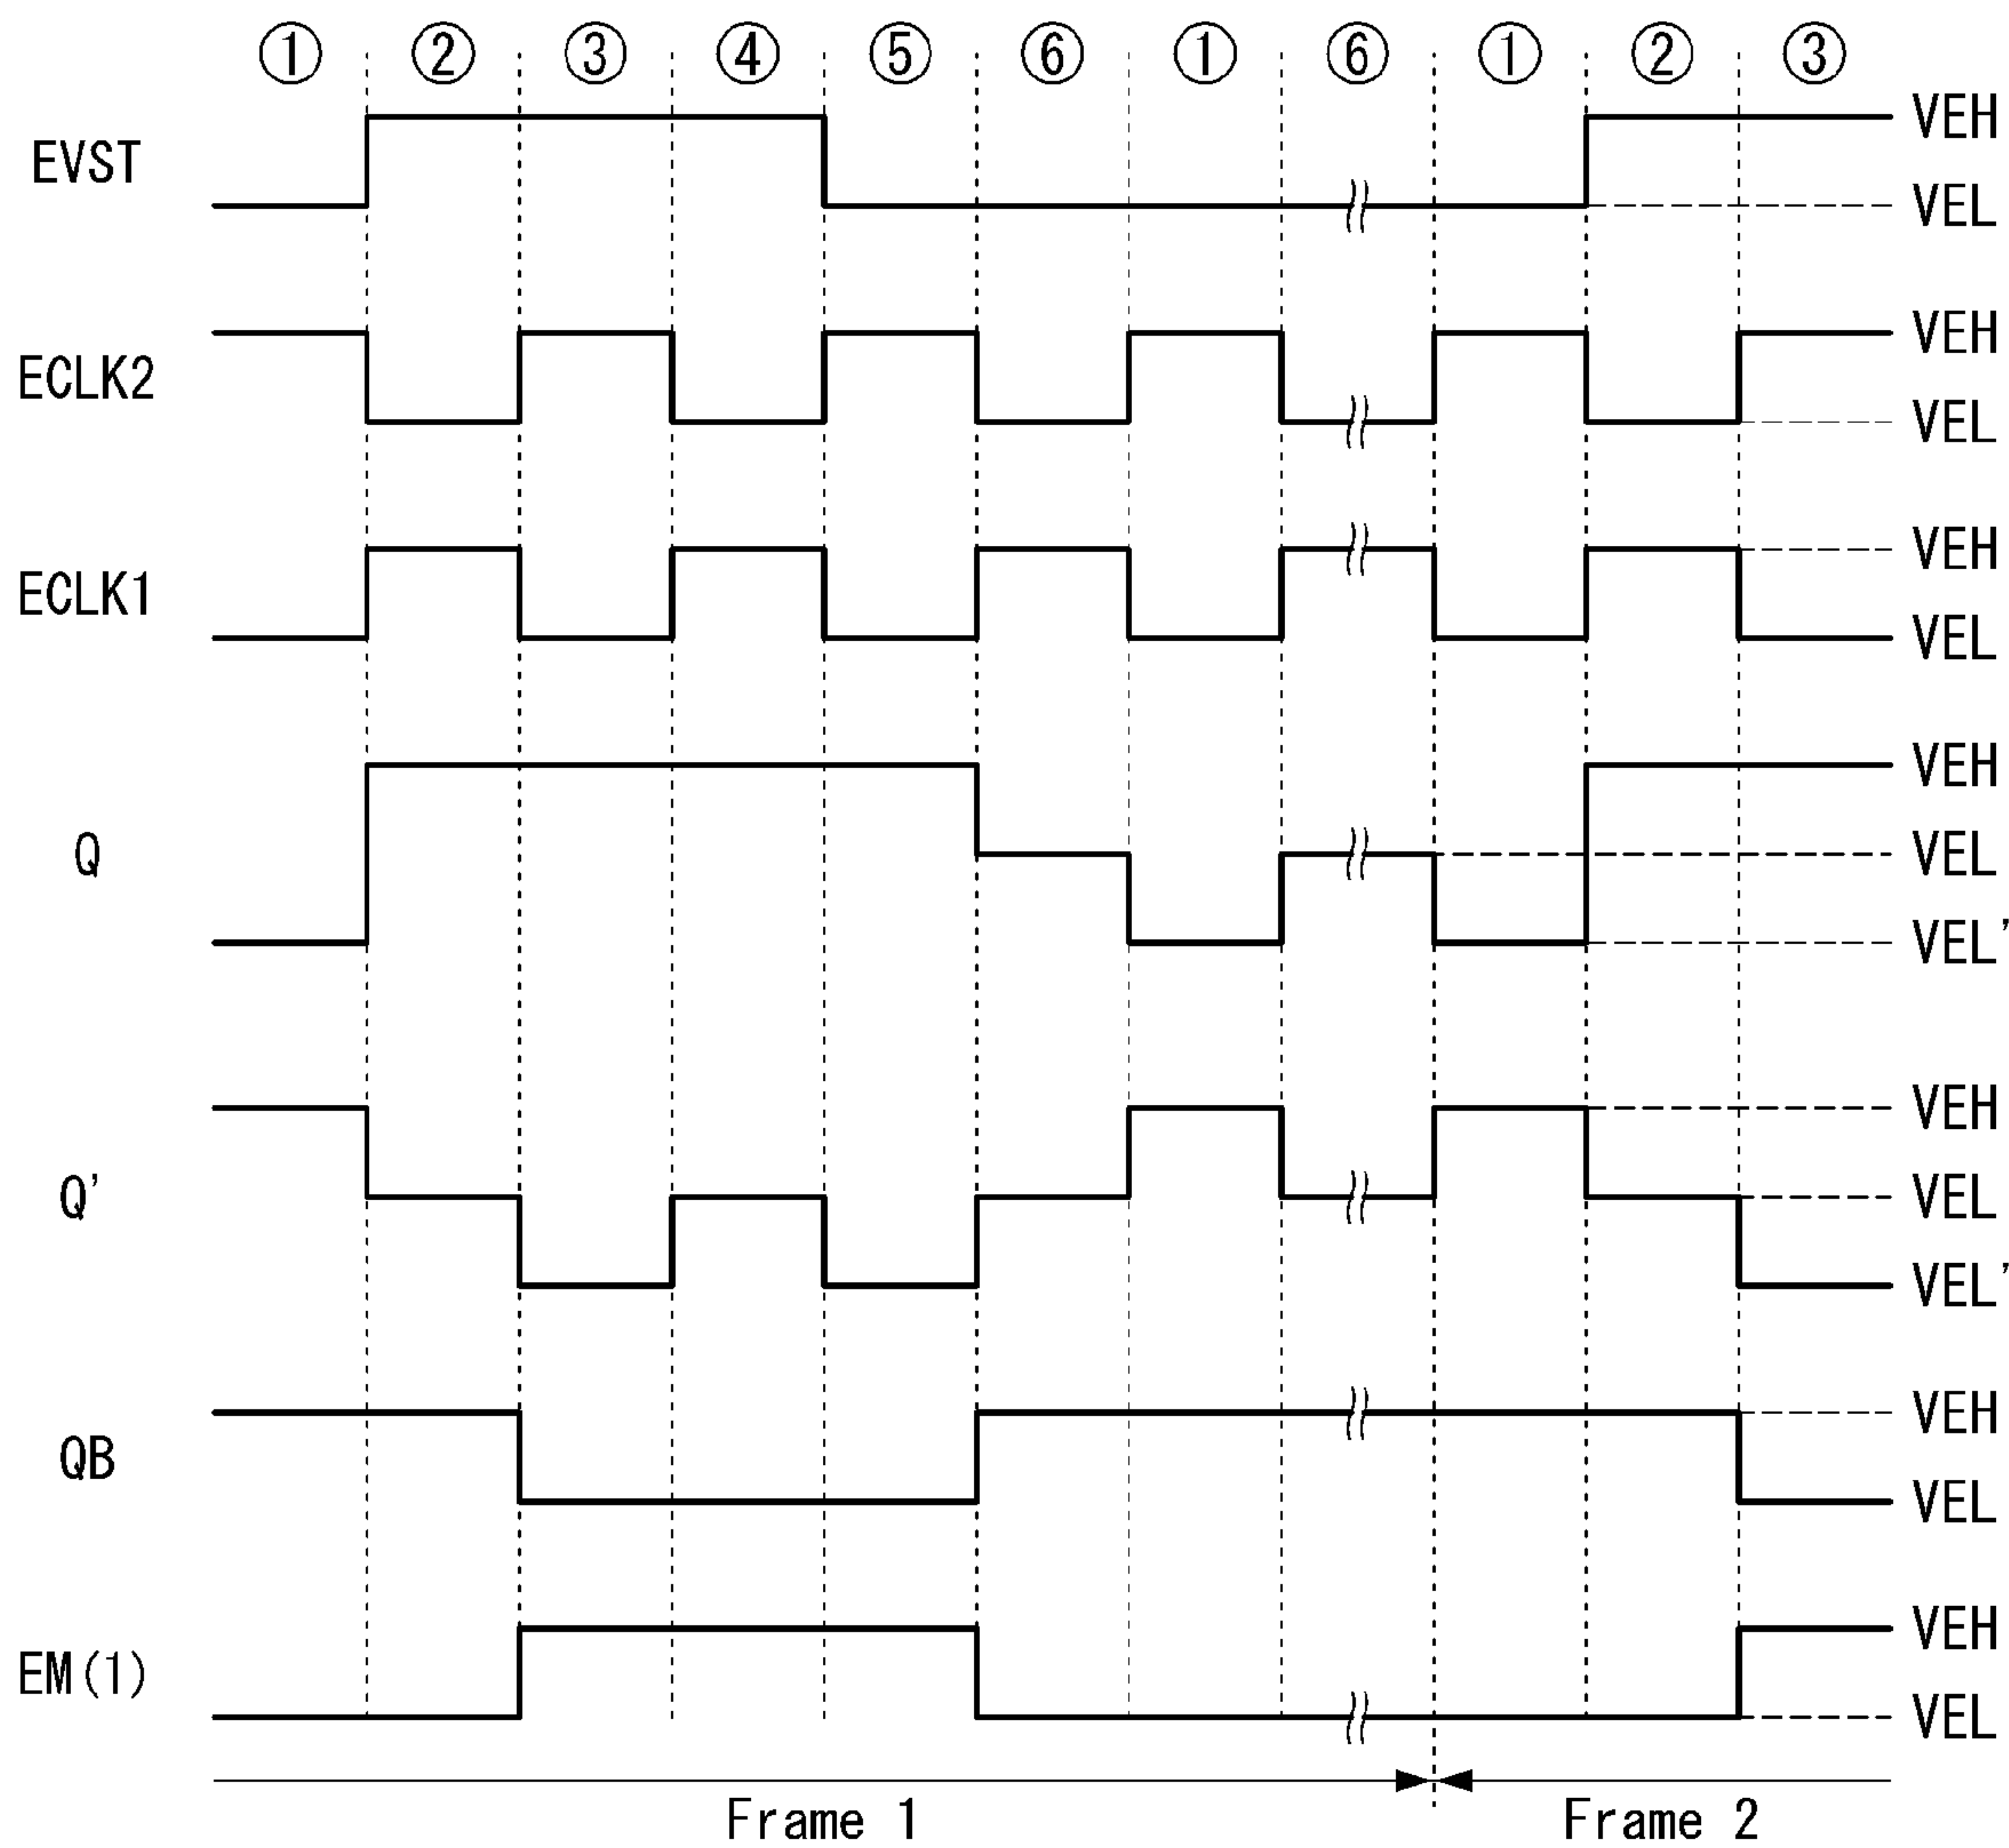 ① ② ③ ④ ⑤ ⑥ ① ⑥ ① ② ③
EVST VEH
VEL
ECLK2 VEH
VEL
ECLK1 VEH
VEL
Q VEH
VEL
VEL'
Q' VEH
VEL
VEL'
QB VEH
VEL
EM(1) VEH
VEL
Frame 1 Frame 2